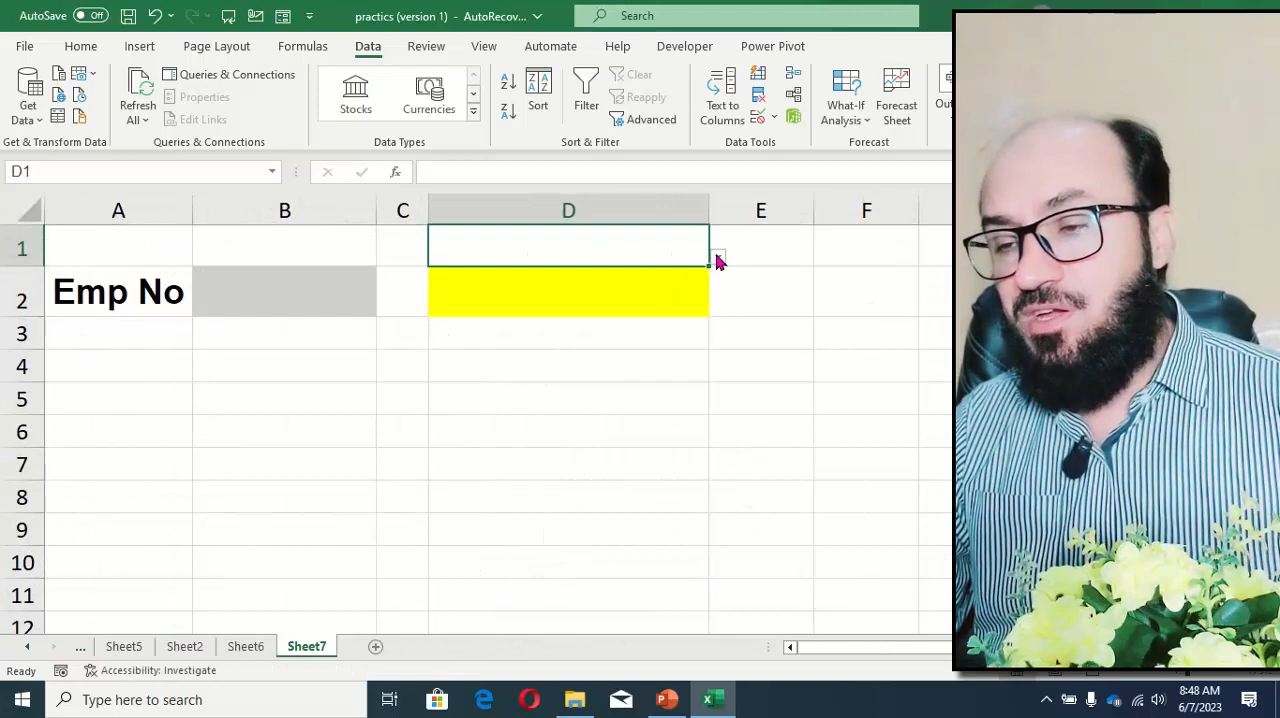 AutoSave Off practics (version 1) - AutoRecov... Search
File Home Insert Page Layout Formulas Data Review View Automate Help Developer Power Pivot
Get Data
Refresh All
Queries & Connections
Properties
Edit Links
Stocks Currencies
Sort
Filter
Clear
Reapply
Advanced
Text to Columns
What-If Analysis
Forecast Sheet
Get & Transform Data Queries & Connections Data Types Sort & Filter Data Tools Forecast
D1 fx
A B C D E F
1
2 Emp No
3
4
5
6
7
8
9
10
11
12
... Sheet5 Sheet2 Sheet6 Sheet7
Ready Accessibility: Investigate
Type here to search
8:48 AM
6/7/2023